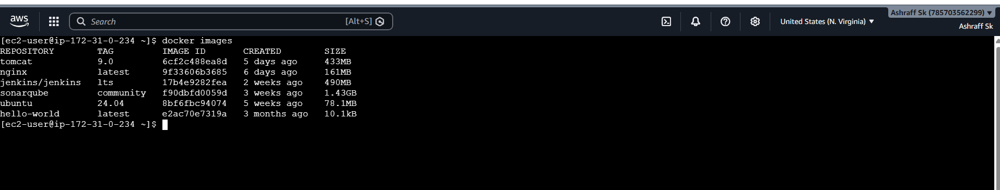 aws
Search [Alt+S]
United States (N. Virginia)
Ashraff Sk (785703562299)
Ashraff Sk
[ec2-user@ip-172-31-0-234 ~]$ docker images
REPOSITORY TAG IMAGE ID CREATED SIZE
tomcat 9.0 6cf2c488ea8d 5 days ago 433MB
nginx latest 9f33606b3685 6 days ago 161MB
jenkins/jenkins lts 17b4e9282fea 2 weeks ago 490MB
sonarqube community f90dbfd0059d 3 weeks ago 1.43GB
ubuntu 24.04 8bf6fbc94074 5 weeks ago 78.1MB
hello-world latest e2ac70e7319a 3 months ago 10.1kB
[ec2-user@ip-172-31-0-234 ~]$